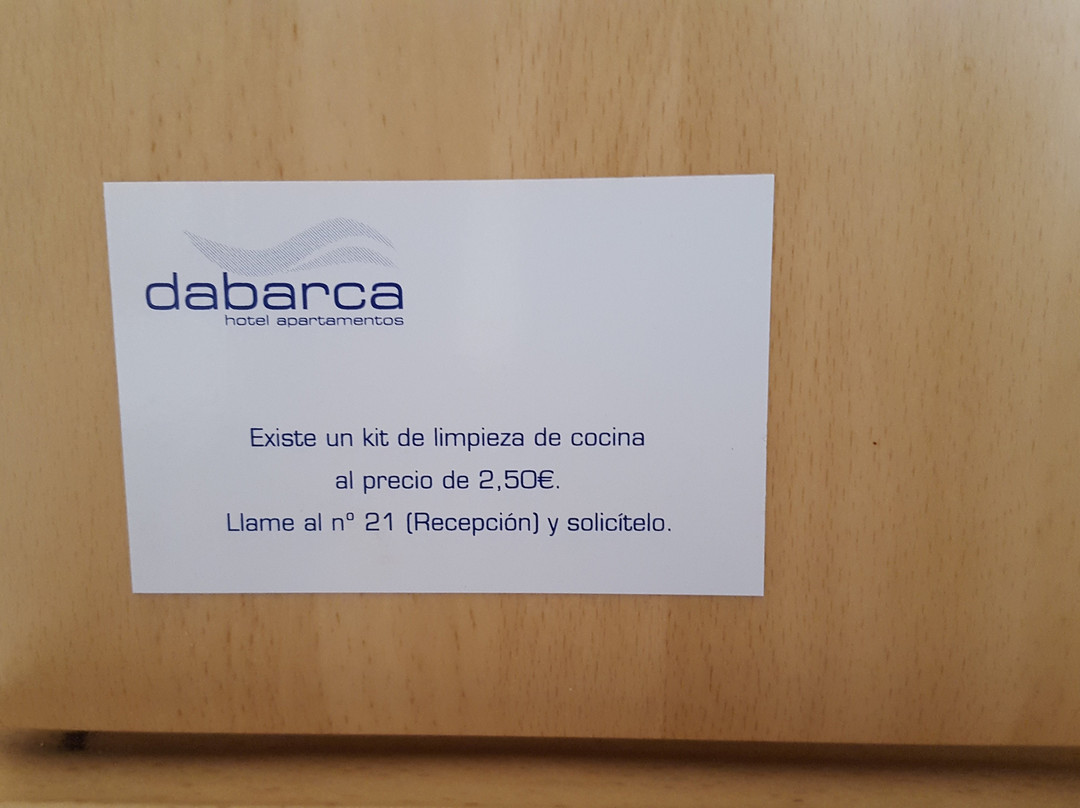 dabarca
hotel apartamentos
Existe un kit de limpieza de cocina
al precio de 2,50€.
Llame al nº 21 (Recepción) y solicítelo.